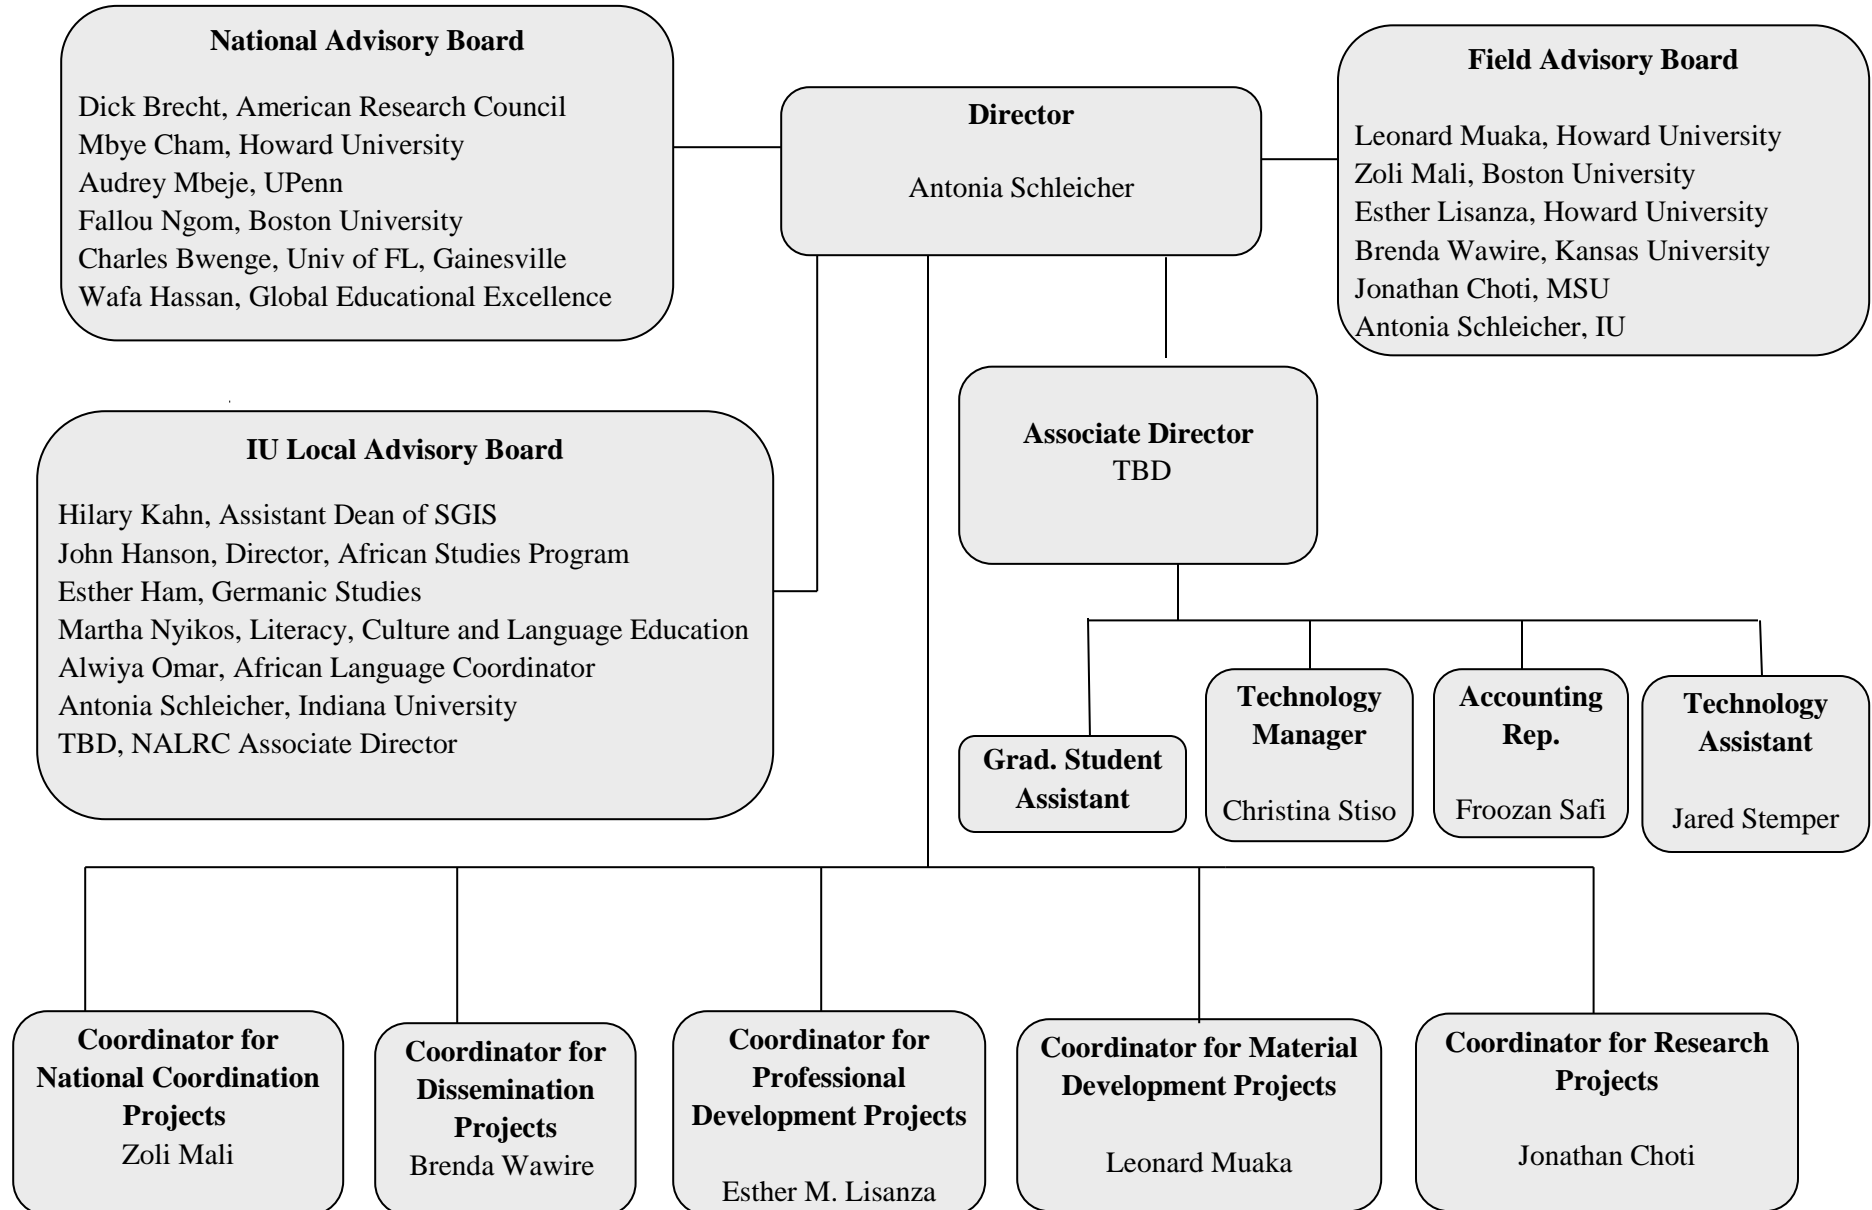 National Advisory Board
Dick Brecht, American Research Council
Mbye Cham, Howard University
Audrey Mbeje, UPenn
Fallou Ngom, Boston University
Charles Bwenge, Univ of FL, Gainesville
Wafa Hassan, Global Educational Excellence
Director
Antonia Schleicher
Field Advisory Board
Leonard Muaka, Howard University
Zoli Mali, Boston University
Esther Lisanza, Howard University
Brenda Wawire, Kansas University
Jonathan Choti, MSU
Antonia Schleicher, IU
IU Local Advisory Board
Hilary Kahn, Assistant Dean of SGIS
John Hanson, Director, African Studies Program
Esther Ham, Germanic Studies
Martha Nyikos, Literacy, Culture and Language Education
Alwiya Omar, African Language Coordinator
Antonia Schleicher, Indiana University
TBD, NALRC Associate Director
Associate Director
TBD
Grad. Student
Assistant
Technology
Manager
Christina Stiso
Accounting
Rep.
Froozan Safi
Technology
Assistant
Jared Stemper
Coordinator for
National Coordination
Projects
Zoli Mali
Coordinator for
Dissemination
Projects
Brenda Wawire
Coordinator for
Professional
Development Projects
Esther M. Lisanza
Coordinator for Material
Development Projects
Leonard Muaka
Coordinator for Research
Projects
Jonathan Choti